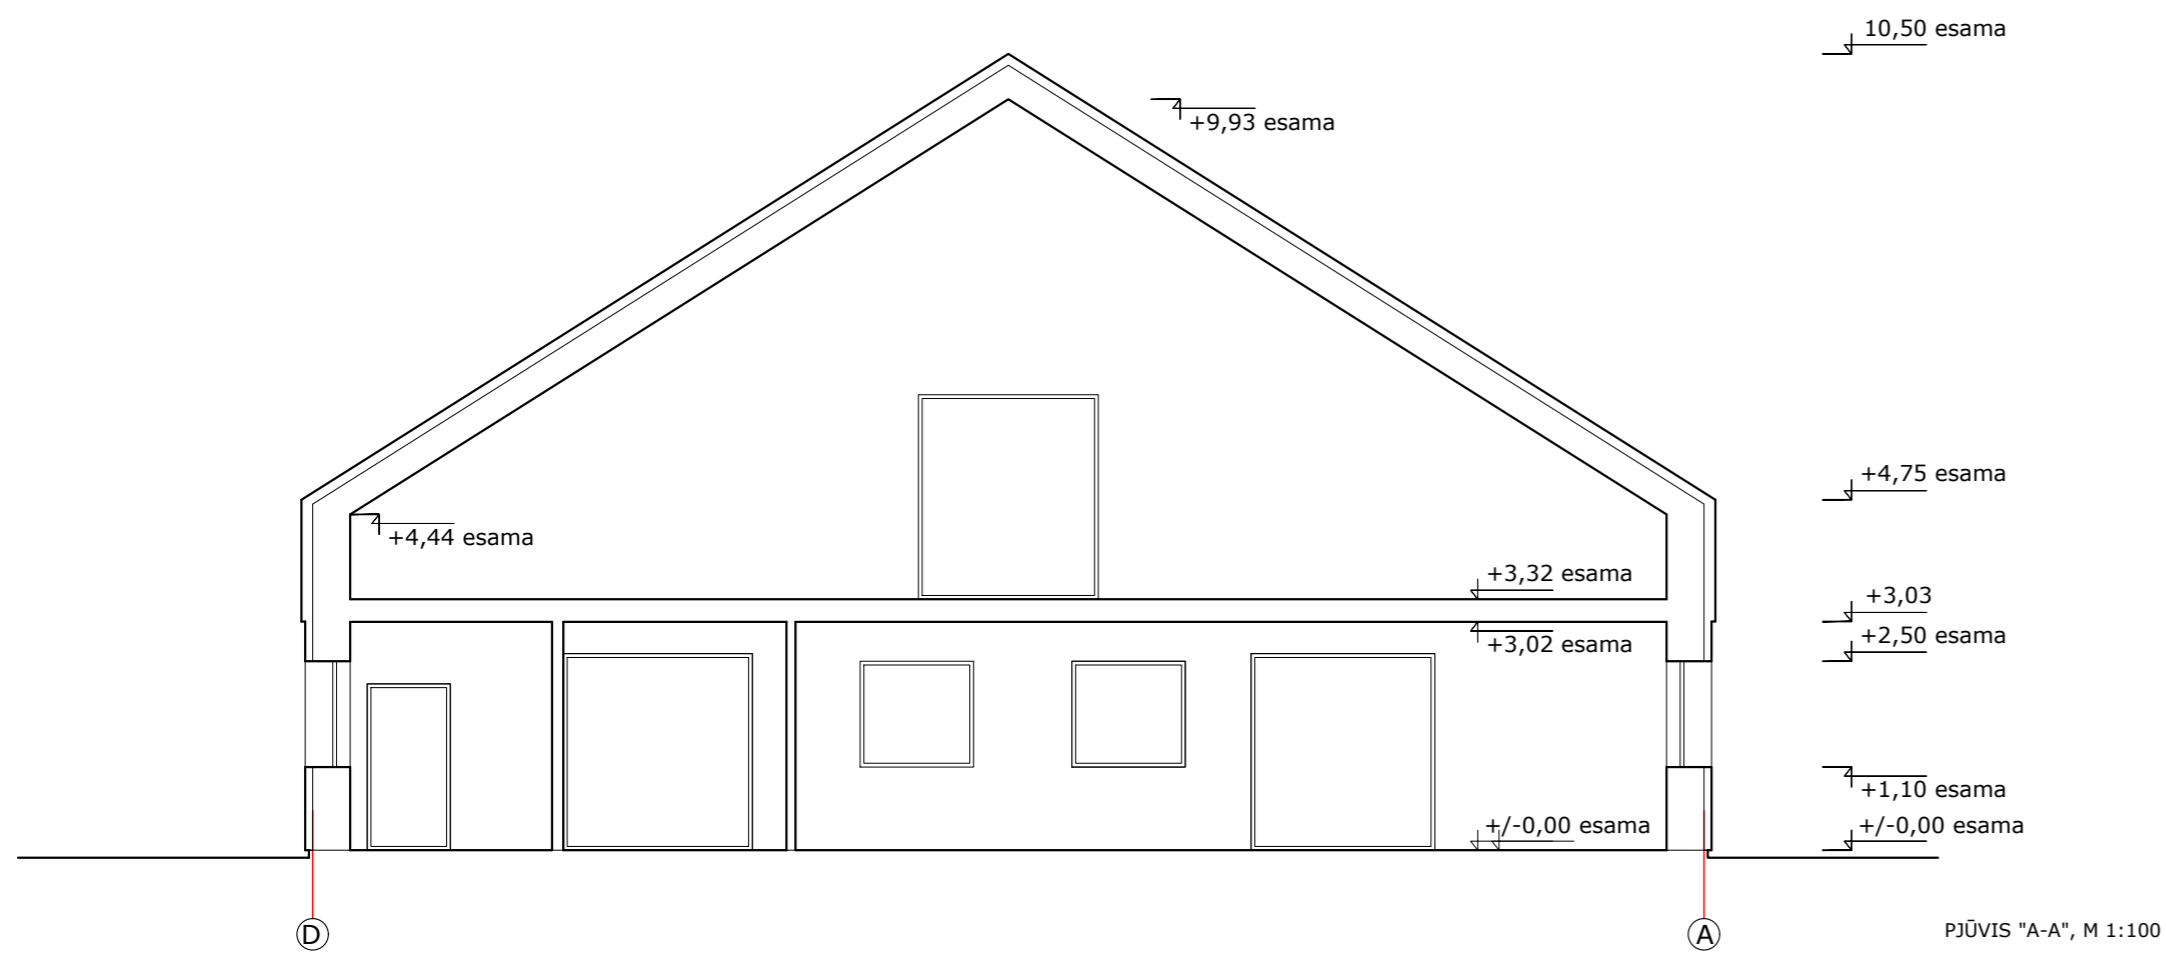 10,50 esama
+9,93 esama
+4,75 esama
+4,44 esama
+3,32 esama
+3,03
+2,50 esama
+3,02 esama
+1,10 esama
+/-0,00 esama
+/-0,00 esama
D
A
PJŪVIS "A-A", M 1:100